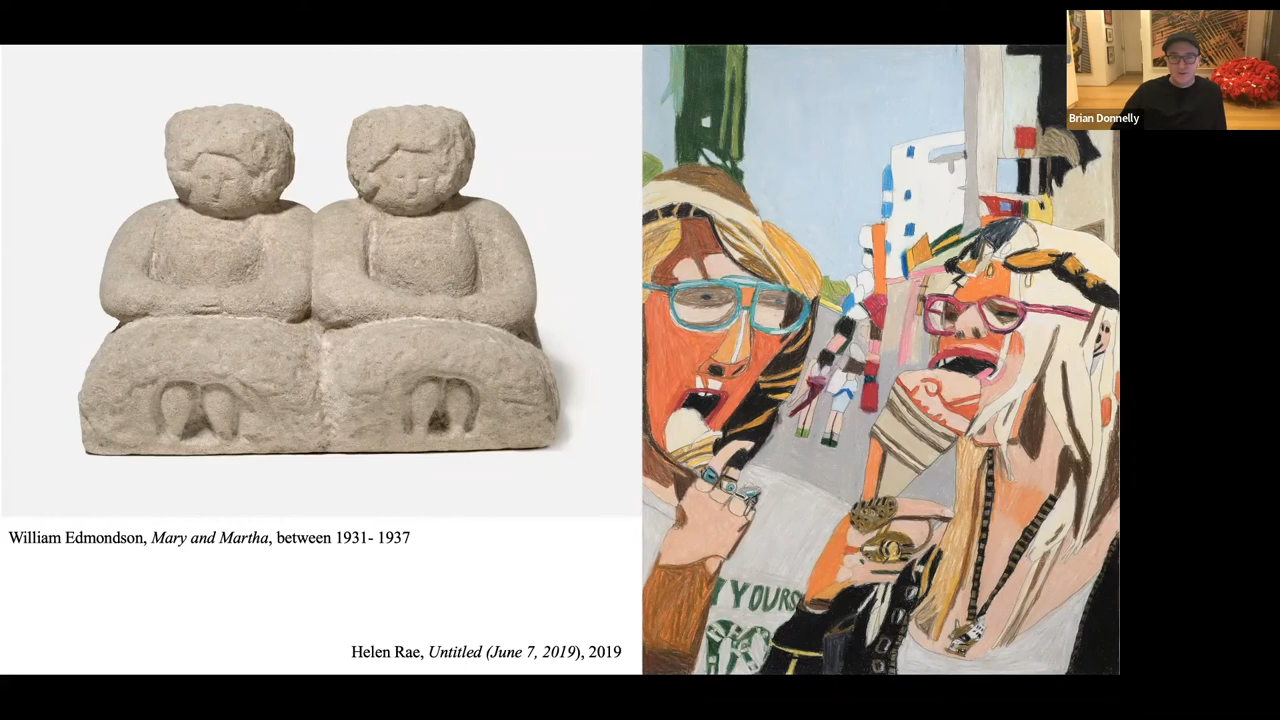 Brian Donnelly
William Edmondson, Mary and Martha, between 1931- 1937
Y YOURS
Helen Rae, Untitled (June 7, 2019), 2019